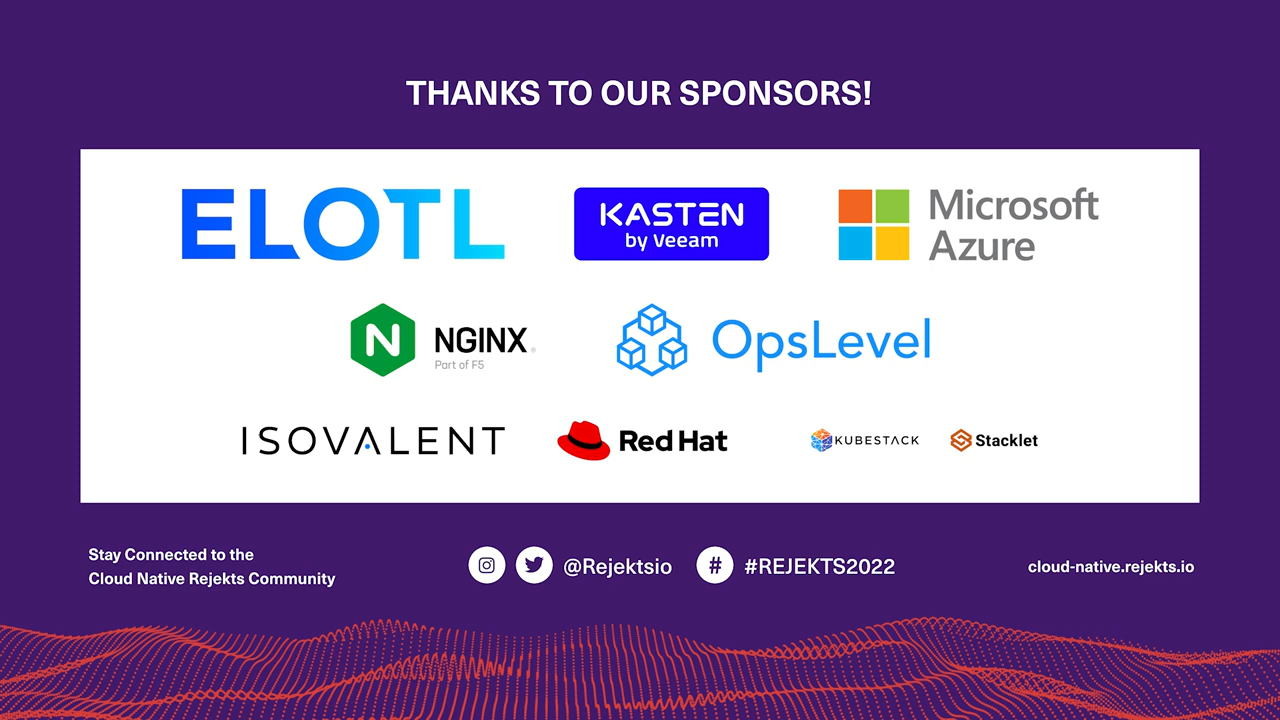 THANKS TO OUR SPONSORS!
ELOTL
KASTEN
by Veeam
Microsoft
Azure
N
NGINX
Part of F5
OpsLevel
ISOVALENT
Red Hat
KUBESTACK
Stacklet
Stay Connected to the
Cloud Native Rejekts Community
@Rejektsio
# #REJEKTS2022
cloud-native.rejekts.io